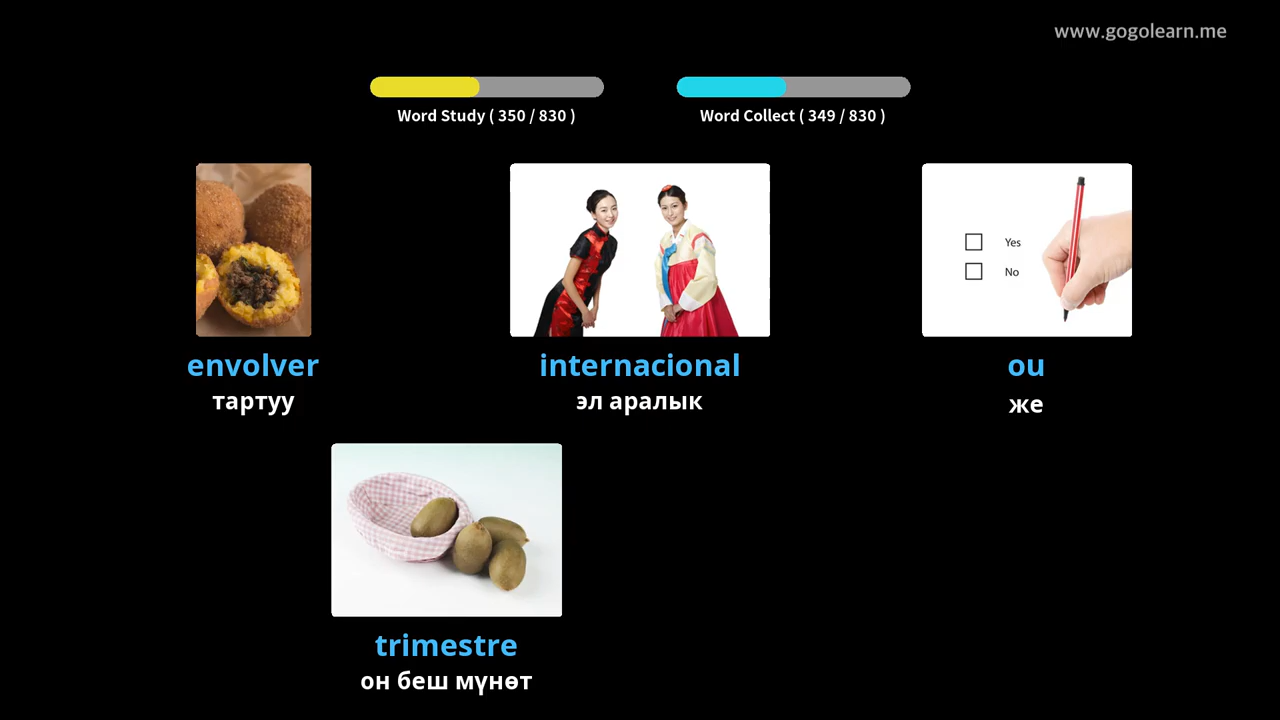 www.gogolearn.me
Word Study ( 350 / 830 )
Word Collect ( 349 / 830 )
Yes
No
envolver
тартуу
internacional
эл аралык
ou
же
trimestre
он беш мүнөт